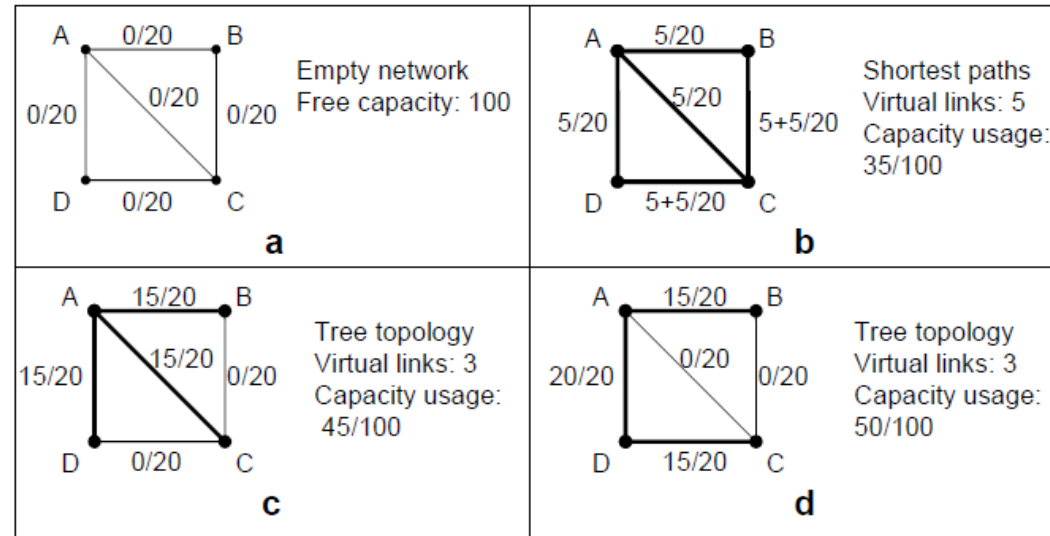 A 0/20 B
0/20 0/20 0/20
D 0/20 C
Empty network
Free capacity: 100
a
A 5/20 B
5/20 5/20 5+5/20
D 5+5/20 C
Shortest paths
Virtual links: 5
Capacity usage:
35/100
b
A 15/20 B
15/20 15/20 0/20
D 0/20 C
Tree topology
Virtual links: 3
Capacity usage:
45/100
c
A 15/20 B
20/20 0/20 0/20
D 15/20 C
Tree topology
Virtual links: 3
Capacity usage:
50/100
d